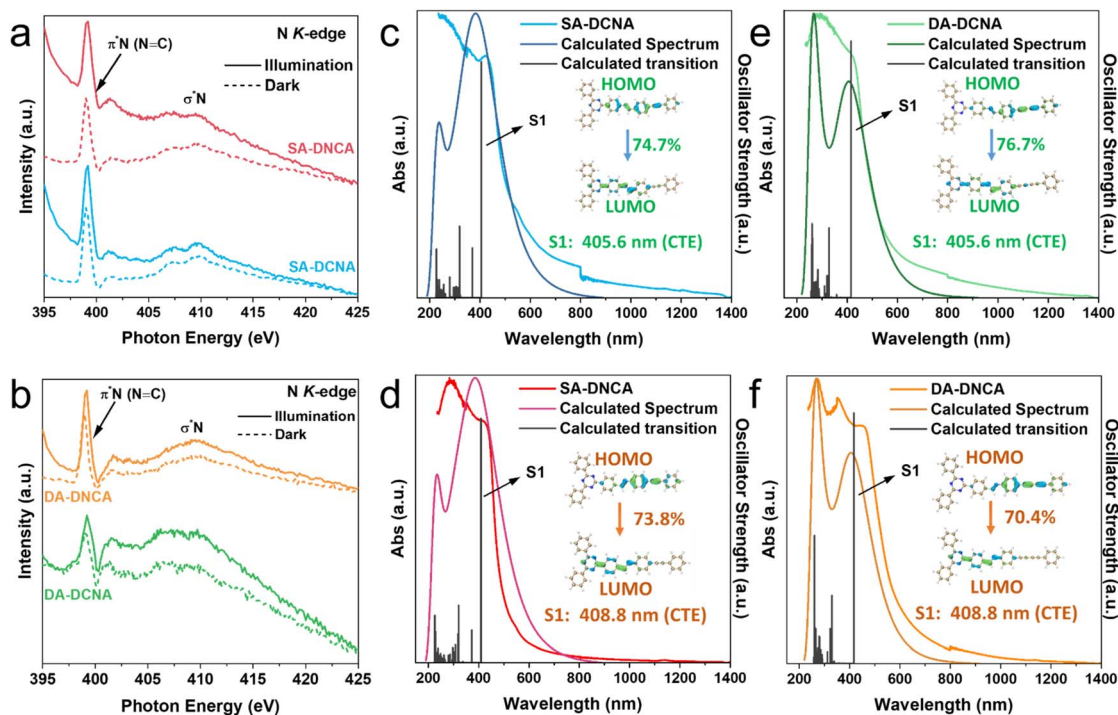 a
N K-edge
π*N (N=C)
Illumination
Dark
σ*N
SA-DNCA
SA-DCNA
Intensity (a.u.)
395 400 405 410 415 420 425
Photon Energy (eV)
b
N K-edge
π*N (N=C)
Illumination
Dark
σ*N
DA-DNCA
DA-DCNA
Intensity (a.u.)
395 400 405 410 415 420 425
Photon Energy (eV)
c
SA-DCNA
Calculated Spectrum
Calculated transition
HOMO
S1
74.7%
LUMO
S1: 405.6 nm (CTE)
Abs (a.u.)
Oscillator Strength (a.u.)
200 400 600 800 1000 1200 1400
Wavelength (nm)
d
SA-DNCA
Calculated Spectrum
Calculated transition
HOMO
S1
73.8%
LUMO
S1: 408.8 nm (CTE)
Abs (a.u.)
Oscillator Strength (a.u.)
200 400 600 800 1000 1200 1400
Wavelength (nm)
e
DA-DCNA
Calculated Spectrum
Calculated transition
HOMO
S1
76.7%
LUMO
S1: 405.6 nm (CTE)
Abs (a.u.)
Oscillator Strength (a.u.)
200 400 600 800 1000 1200 1400
Wavelength (nm)
f
DA-DNCA
Calculated Spectrum
Calculated transition
HOMO
S1
70.4%
LUMO
S1: 408.8 nm (CTE)
Abs (a.u.)
Oscillator Strength (a.u.)
200 400 600 800 1000 1200 1400
Wavelength (nm)